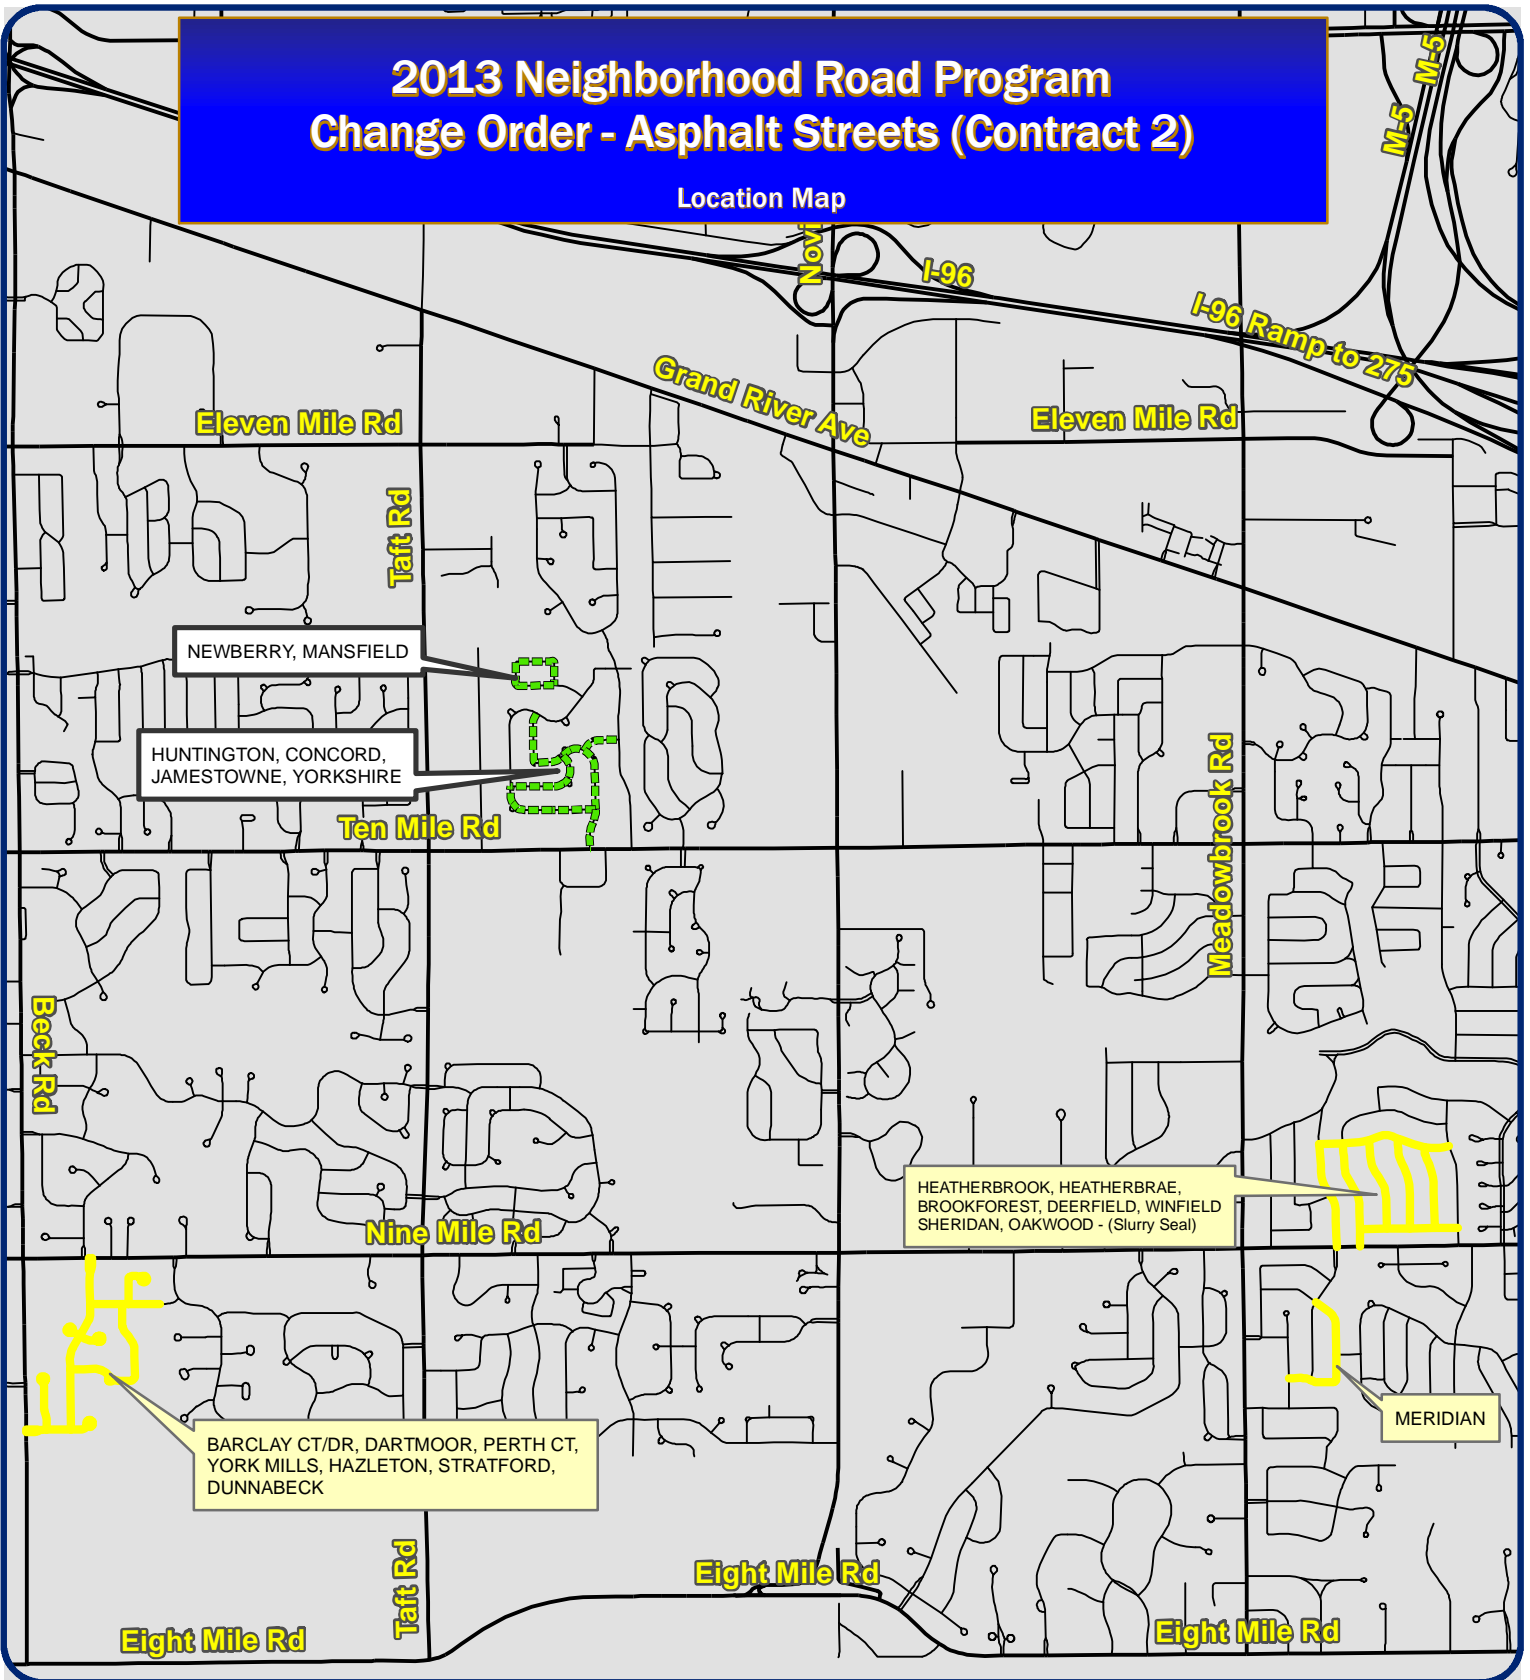 2013 Neighborhood Road Program
Change Order - Asphalt Streets (Contract 2)
Location Map
M-5
M-5
Novi
I-96
I-96 Ramp to 275
Grand River Ave
Eleven Mile Rd
Eleven Mile Rd
Taft Rd
NEWBERRY, MANSFIELD
HUNTINGTON, CONCORD,
JAMESTOWNE, YORKSHIRE
Ten Mile Rd
Meadowbrook Rd
Beck Rd
HEATHERBROOK, HEATHERBRAE,
BROOKFOREST, DEERFIELD, WINFIELD
SHERIDAN, OAKWOOD - (Slurry Seal)
Nine Mile Rd
MERIDIAN
BARCLAY CT/DR, DARTMOOR, PERTH CT,
YORK MILLS, HAZLETON, STRATFORD,
DUNNABECK
Taft Rd
Eight Mile Rd
Eight Mile Rd
Eight Mile Rd